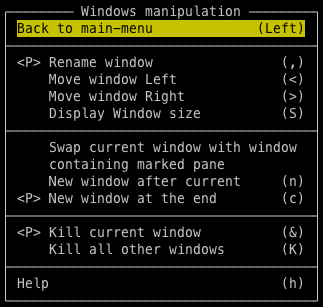 Windows manipulation
Back to main-menu (Left)
<P> Rename window (,)
Move window Left (<)
Move window Right (>)
Display Window size (S)
Swap current window with window
containing marked pane
New window after current (n)
<P> New window at the end (c)
<P> Kill current window (&)
Kill all other windows (K)
Help (h)